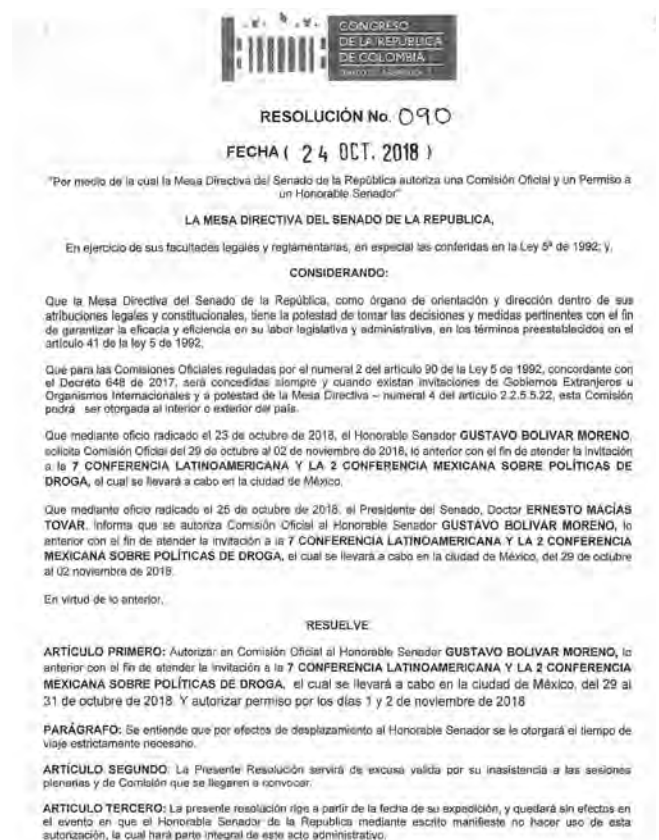 CONGRESO
DE LA REPÚBLICA
DE COLOMBIA
RESOLUCIÓN No. 090
FECHA ( 24 OCT. 2018 )
"Por medio de la cual la Mesa Directiva del Senado de la República autoriza una Comisión Oficial y un Permiso a
un Honorable Senador"
LA MESA DIRECTIVA DEL SENADO DE LA REPUBLICA,
En ejercicio de sus facultades legales y reglamentarias, en especial las conferidas en la Ley 5ª de 1992; y,
CONSIDERANDO:
Que la Mesa Directiva del Senado de la República, como órgano de orientación y dirección dentro de sus
atribuciones legales y constitucionales, tiene la potestad de tomar las decisiones y medidas pertinentes con el fin
de garantizar la eficacia y eficiencia en su labor legislativa y administrativa, en los términos preestablecidos en el
artículo 41 de la ley 5 de 1992.
Que para las Comisiones Oficiales reguladas por el numeral 2 del artículo 90 de la Ley 5 de 1992, concordante con
el Decreto 648 de 2017, será concedidas siempre y cuando existan invitaciones de Gobiernos Extranjeros u
Organismos Internacionales y a potestad de la Mesa Directiva – numeral 4 del artículo 2.2.5.5.22, esta Comisión
podrá ser otorgada al interior o exterior del país.
Que mediante oficio radicado el 23 de octubre de 2018, el Honorable Senador GUSTAVO BOLIVAR MORENO,
solicita Comisión Oficial del 29 de octubre al 02 de noviembre de 2018, lo anterior con el fin de atender la invitación
a la 7 CONFERENCIA LATINOAMERICANA Y LA 2 CONFERENCIA MEXICANA SOBRE POLÍTICAS DE
DROGA, el cual se llevará a cabo en la ciudad de México.
Que mediante oficio radicado el 25 de octubre de 2018, el Presidente del Senado, Doctor ERNESTO MACÍAS
TOVAR, informa que se autoriza Comisión Oficial al Honorable Senador GUSTAVO BOLIVAR MORENO, lo
anterior con el fin de atender la invitación a la 7 CONFERENCIA LATINOAMERICANA Y LA 2 CONFERENCIA
MEXICANA SOBRE POLÍTICAS DE DROGA, el cual se llevará a cabo en la ciudad de México, del 29 de octubre
al 02 noviembre de 2018.
En virtud de lo anterior,
RESUELVE
ARTÍCULO PRIMERO: Autorizar en Comisión Oficial al Honorable Senador GUSTAVO BOLIVAR MORENO, lo
anterior con el fin de atender la invitación a la 7 CONFERENCIA LATINOAMERICANA Y LA 2 CONFERENCIA
MEXICANA SOBRE POLÍTICAS DE DROGA, el cual se llevará a cabo en la ciudad de México, del 29 al
31 de octubre de 2018. Y autorizar permiso por los días 1 y 2 de noviembre de 2018
PARÁGRAFO: Se entiende que por efectos de desplazamiento al Honorable Senador se le otorgará el tiempo de
viaje estrictamente necesario.
ARTÍCULO SEGUNDO: La Presente Resolución servirá de excusa valida por su inasistencia a las sesiones
plenarias y de Comisión que se llegaren a convocar.
ARTICULO TERCERO: La presente resolución rige a partir de la fecha de su expedición, y quedará sin efectos en
el evento en que el Honorable Senador de la Republica mediante escrito manifieste no hacer uso de esta
autorización, la cual hará parte integral de este acto administrativo.